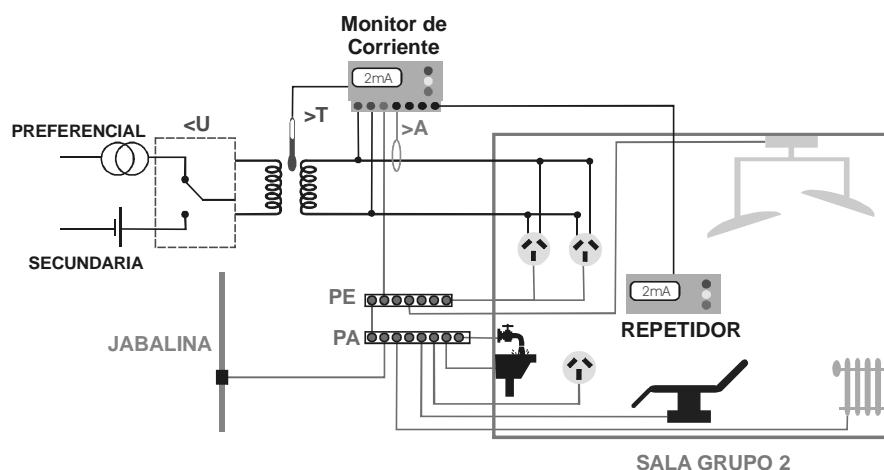 Monitor de
Corriente
2mA
<U
>T
>A
PREFERENCIAL
SECUNDARIA
PE
2mA
REPETIDOR
JABALINA
PA
SALA GRUPO 2